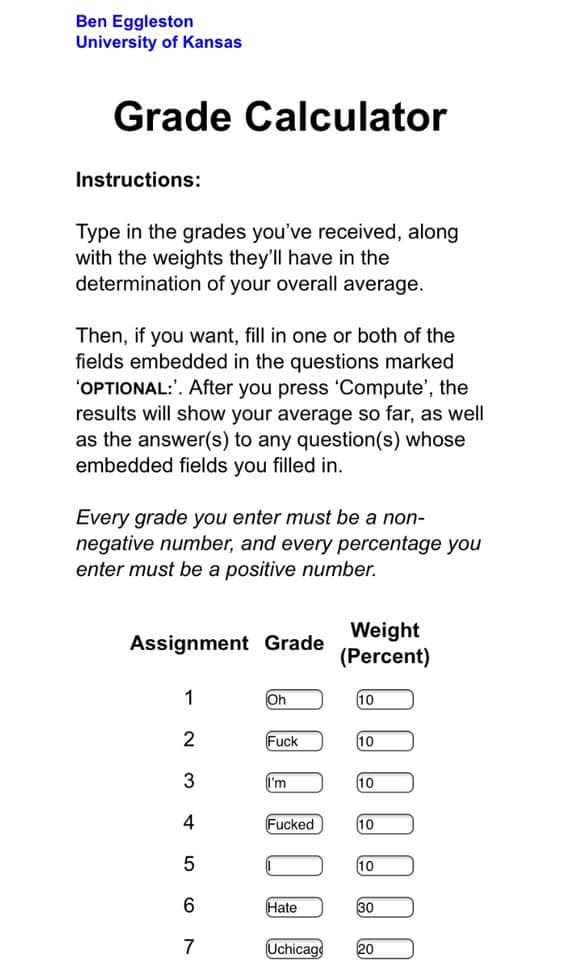 Ben Eggleston
University of Kansas
Grade Calculator
Instructions:
Type in the grades you've received, along
with the weights they'll have in the
determination of your overall average.
Then, if you want, fill in one or both of the
fields embedded in the questions marked
‘OPTIONAL:’. After you press ‘Compute’, the
results will show your average so far, as well
as the answer(s) to any question(s) whose
embedded fields you filled in.
Every grade you enter must be a non-
negative number, and every percentage you
enter must be a positive number.
Assignment Grade Weight
(Percent)
1 Oh 10
2 Fuck 10
3 I'm 10
4 Fucked 10
5 I 10
6 Hate 30
7 Uchicago 20